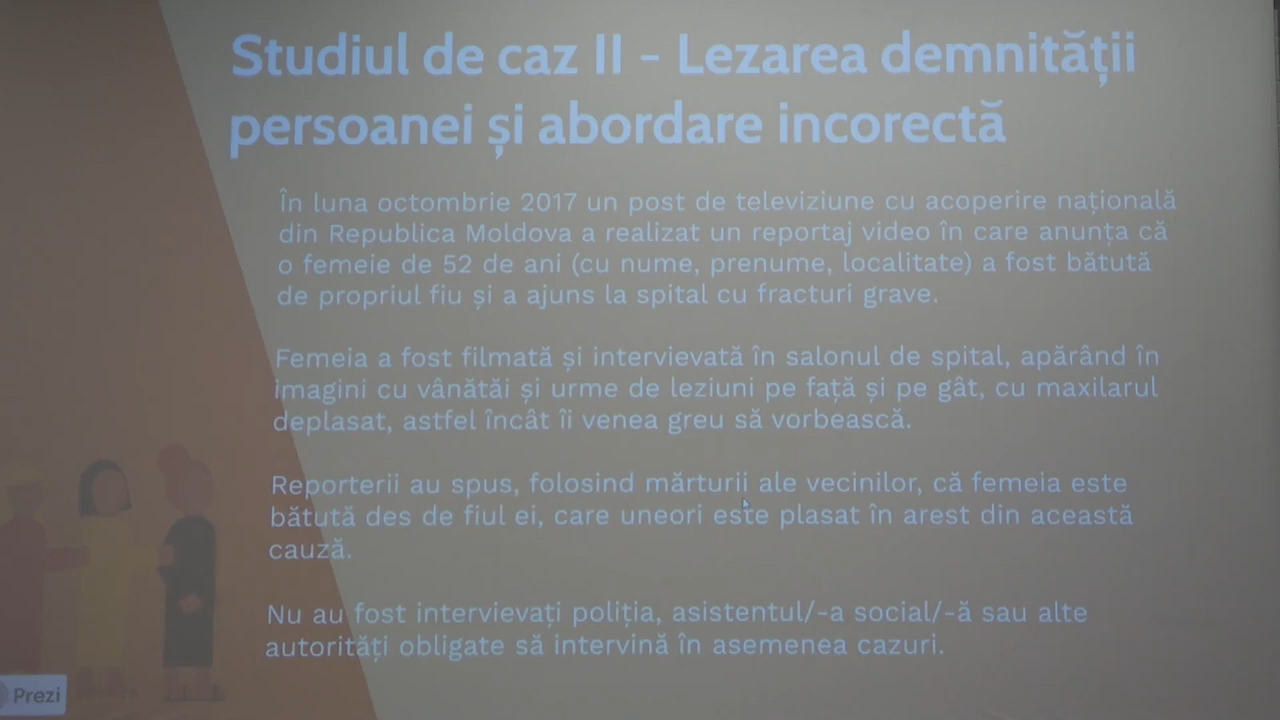 Studiul de caz II - Lezarea demnității
persoanei și abordare incorectă
În luna octombrie 2017 un post de televiziune cu acoperire națională
din Republica Moldova a realizat un reportaj video în care anunța că
o femeie de 52 de ani (cu nume, prenume, localitate) a fost bătută
de propriul fiu și a ajuns la spital cu fracturi grave.
Femeia a fost filmată și intervievată în salonul de spital, apărând în
imagini cu vânătăi și urme de leziuni pe față și pe gât, cu maxilarul
deplasat, astfel încât îi venea greu să vorbească.
Reporterii au spus, folosind mărturii ale vecinilor, că femeia este
bătută des de fiul ei, care uneori este plasat în arest din această
cauză.
Nu au fost intervievați poliția, asistentul/-a social/-ă sau alte
autorități obligate să intervină în asemenea cazuri.
Prezi